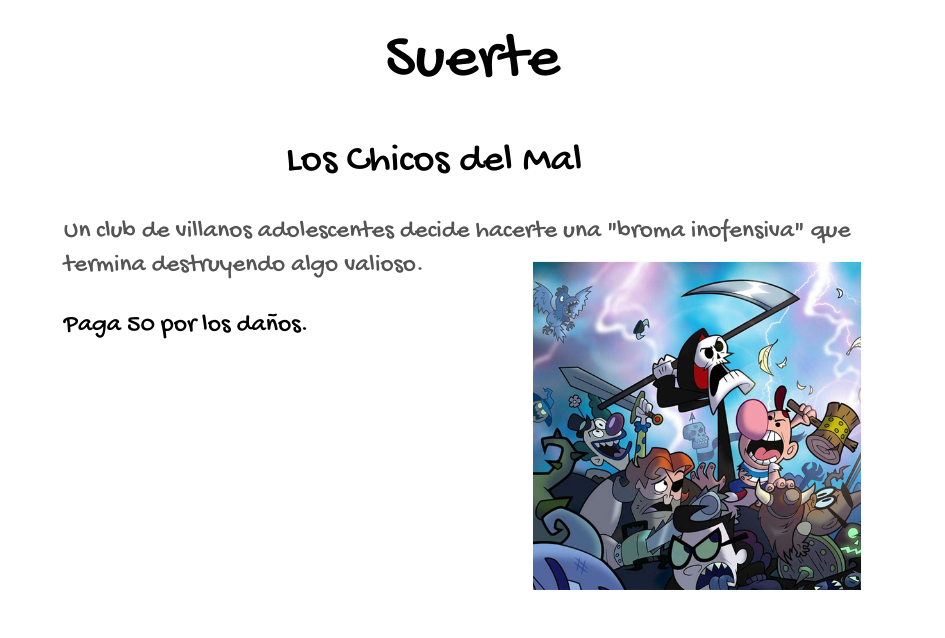 Suerte
Los Chicos del Mal
Un club de villanos adolescentes decide hacerte una "broma inofensiva" que
termina destruyendo algo valioso.
Paga 50 por los daños.